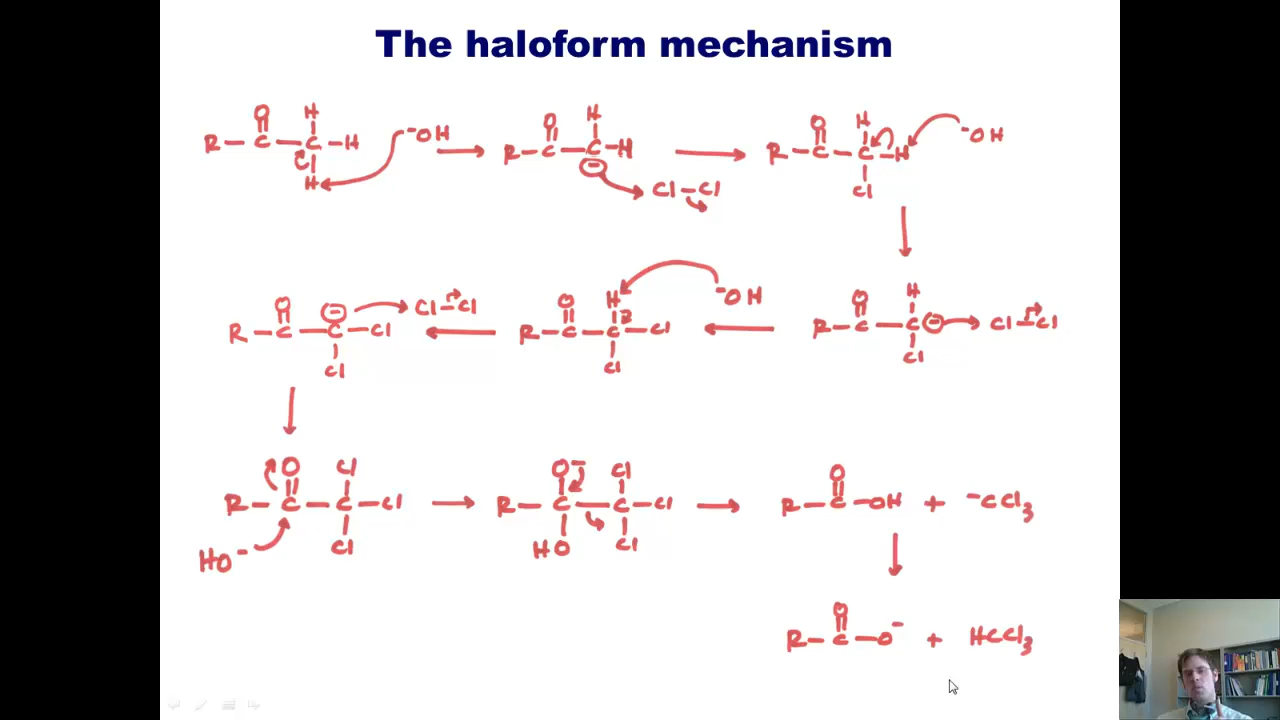 The haloform mechanism
R–C(=O)–C(H)(H)–H ⁻OH → R–C(=O)–C(H)(⊖)–H Cl–Cl → R–C(=O)–C(H)(Cl)–H ⁻OH
R–C(=O)–C(⊖)(Cl)–Cl Cl–Cl ← R–C(=O)–C(H)(Cl)–Cl ⁻OH ← R–C(=O)–C(H)(Cl)⊖ Cl–Cl
R–C(=O)–C(Cl)(Cl)–Cl HO⁻ → R–C(O⁻)(HO)–C(Cl)(Cl)–Cl → R–C(=O)–OH + ⁻CCl₃
R–C(=O)–O⁻ + HCCl₃